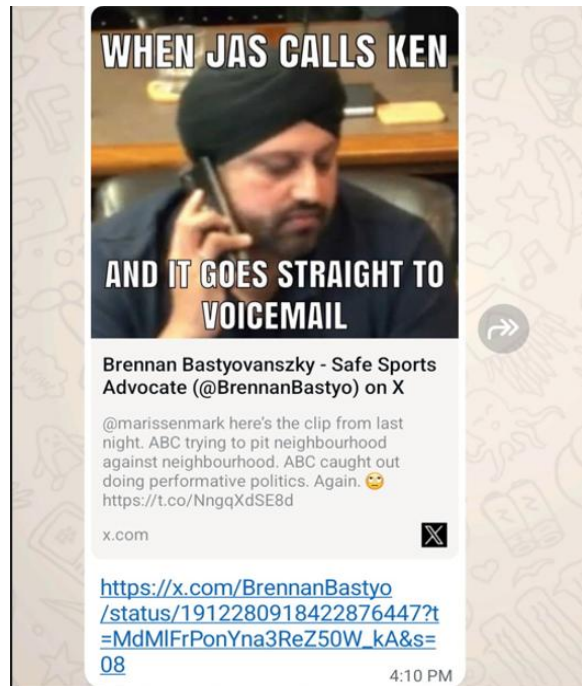 WHEN JAS CALLS KEN
AND IT GOES STRAIGHT TO
VOICEMAIL
Brennan Bastyovanszky - Safe Sports
Advocate (@BrennanBastyo) on X
@marissenmark here's the clip from last
night. ABC trying to pit neighbourhood
against neighbourhood. ABC caught out
doing performative politics. Again. 🙄
https://t.co/NngqXdSE8d
x.com
https://x.com/BrennanBastyo
/status/1912280918422876447?t
=MdMlFrPonYna3ReZ50W_kA&s=
08
4:10 PM